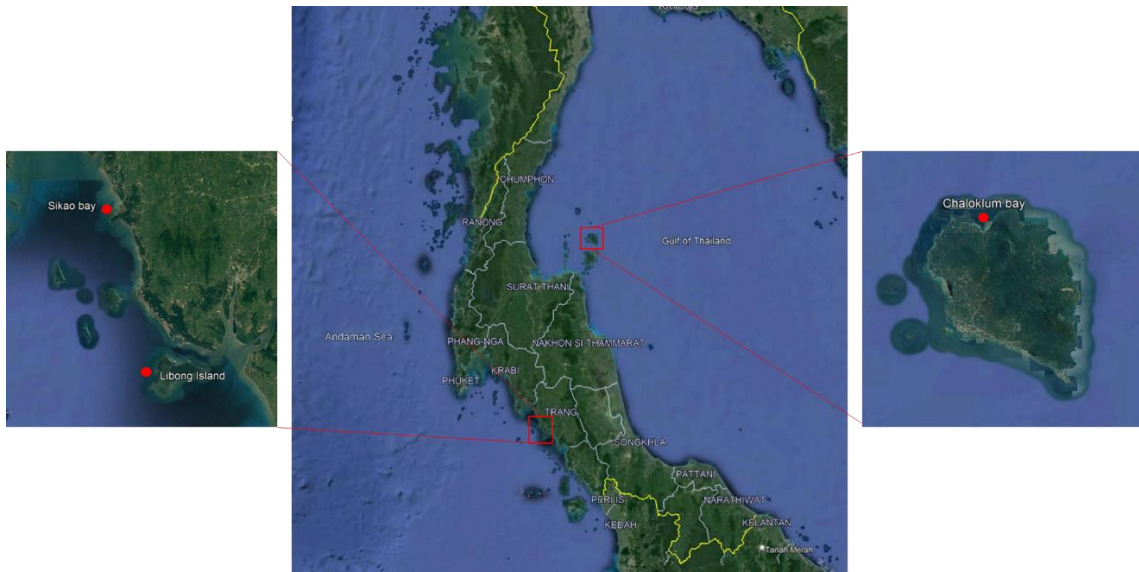 Sikao bay
Libong Island
CHUMPHON
RANONG
Gulf of Thailand
SURAT THANI
Andaman Sea
PHANG-NGA
NAKHON SI THAMMARAT
KRABI
PHUKET
TRANG
SONGKHLA
PATTANI
PERLIS
NARATHIWAT
KEDAH
KELANTAN
Tanah Merah
Chaloklum bay